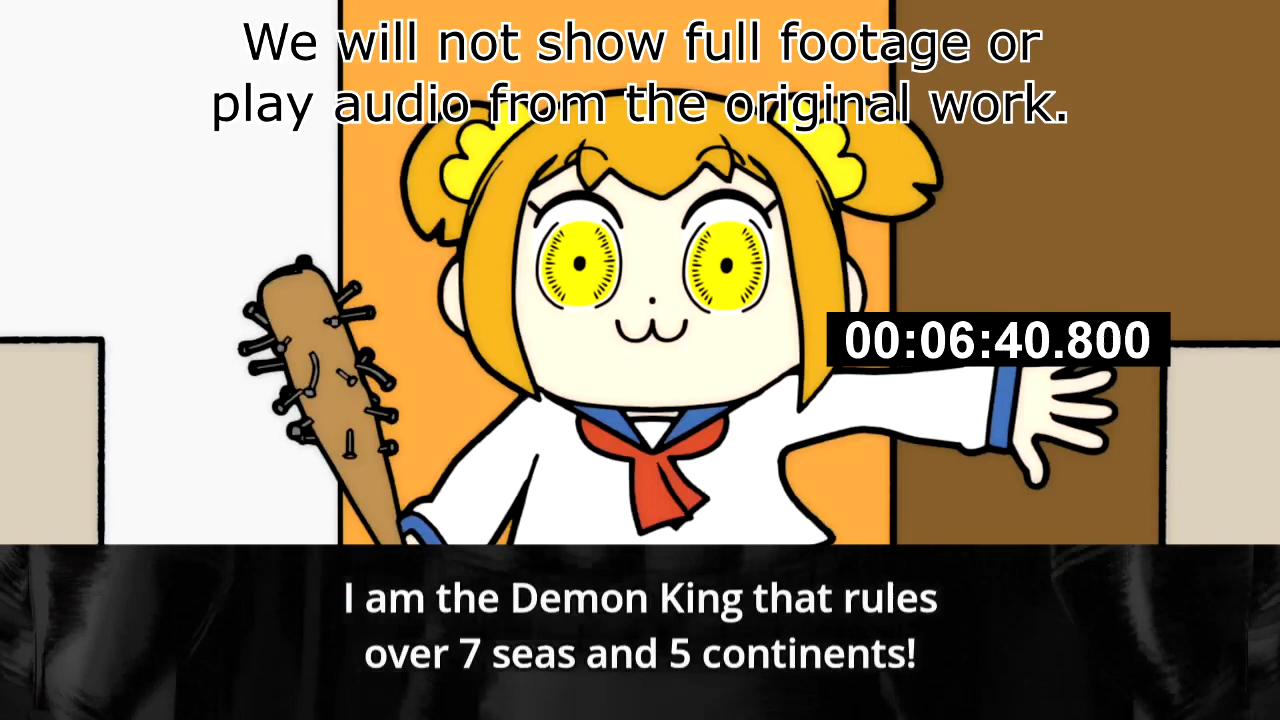 We will not show full footage or
play audio from the original work.
00:06:40.800
I am the Demon King that rules
over 7 seas and 5 continents!